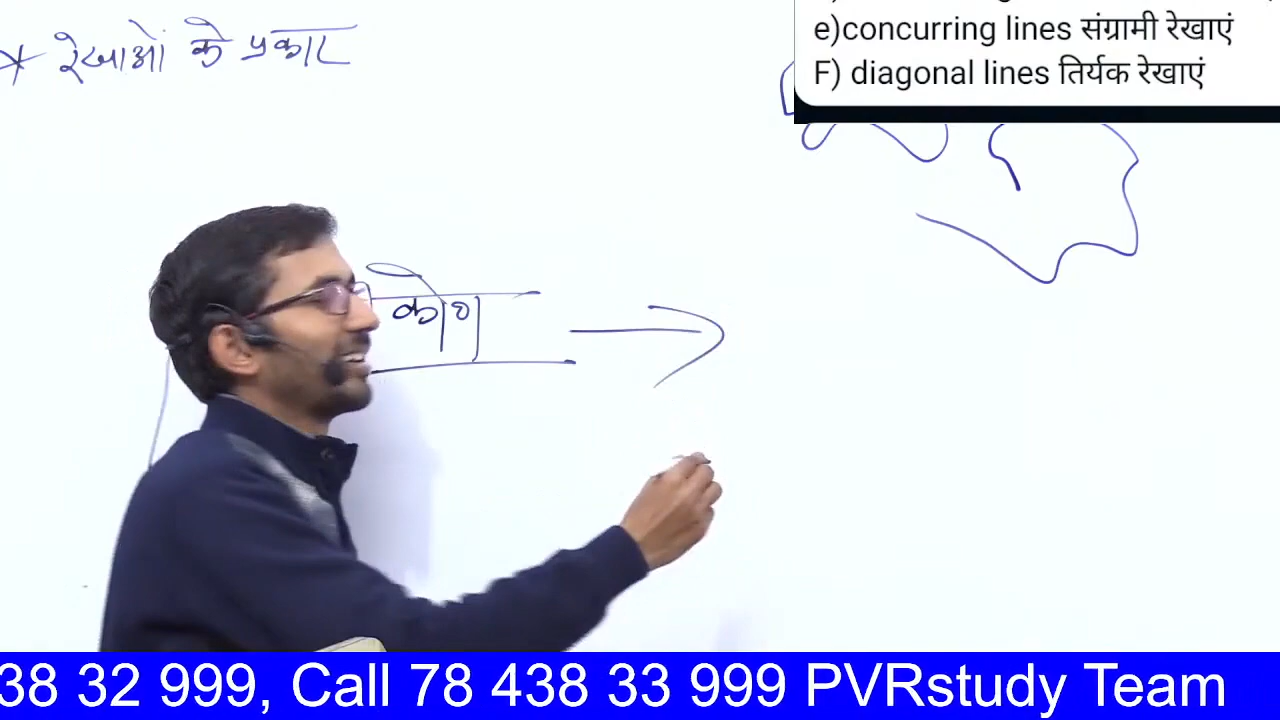 * रेखाओं के प्रकार
e)concurring lines संग्रामी रेखाएं
F) diagonal lines तिर्यक रेखाएं
38 32 999, Call 78 438 33 999 PVRstudy Team